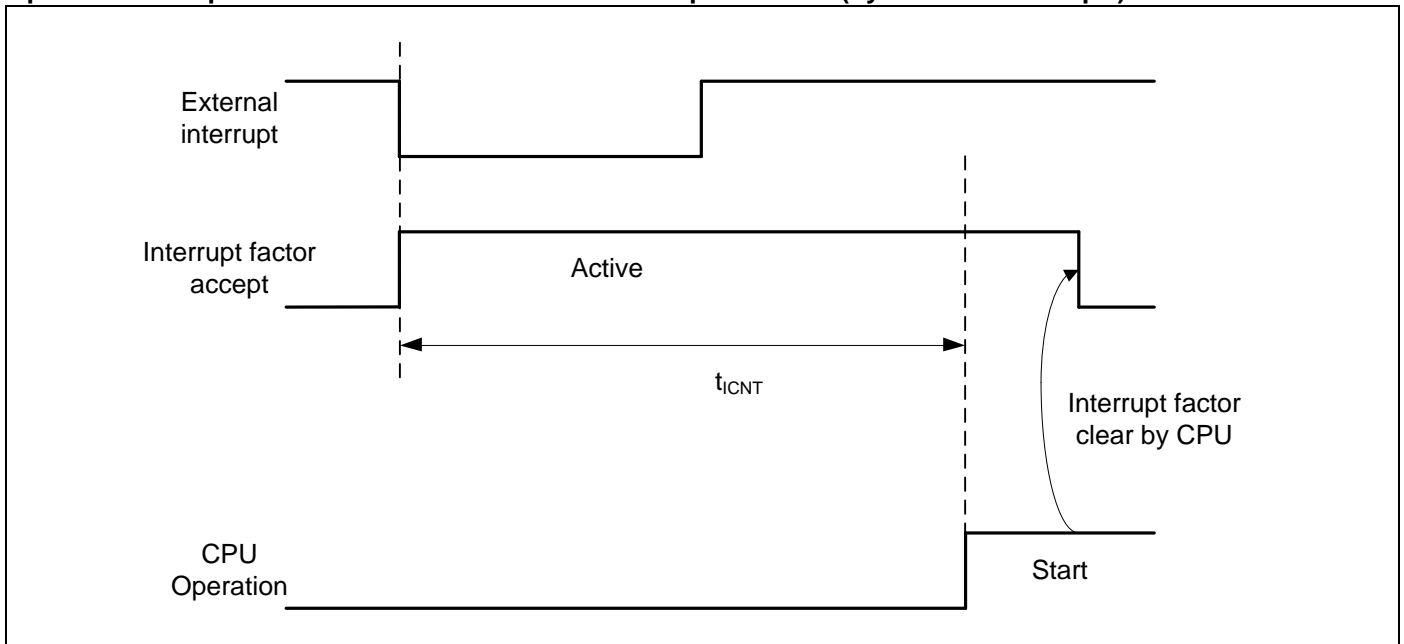 External
interrupt
Interrupt factor
accept
Active
tICNT
Interrupt factor
clear by CPU
CPU
Operation
Start